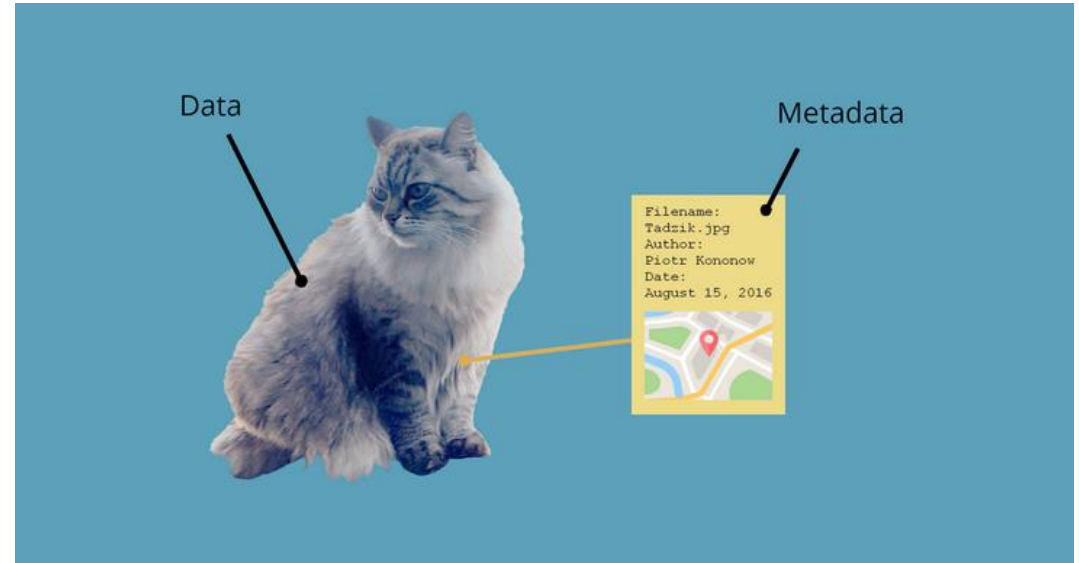 Data
Metadata
Filename:
Tadzik.jpg
Author:
Piotr Kononow
Date:
August 15, 2016